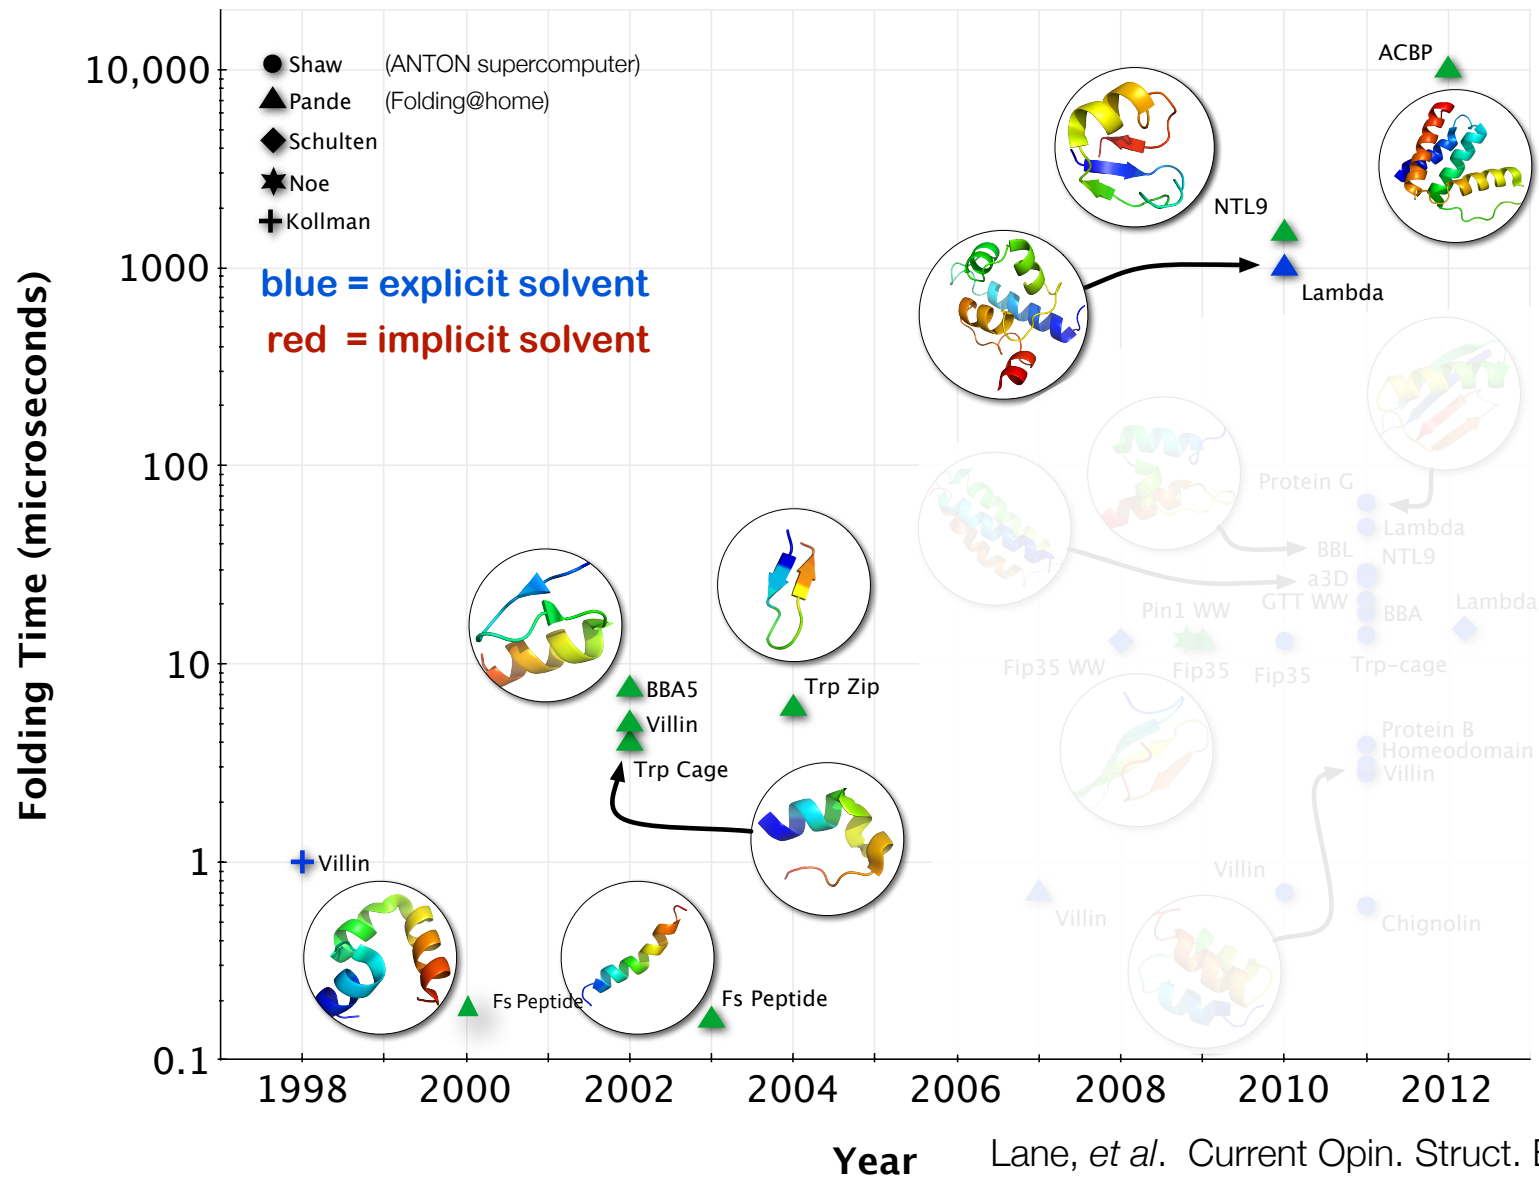 10,000
1000
100
10
1
0.1
Folding Time (microseconds)
Shaw (ANTON supercomputer)
Pande (Folding@home)
Schulten
Noe
Kollman
blue = explicit solvent
red = implicit solvent
ACBP
NTL9
Lambda
Protein G
Lambda
BBL
NTL9
a3D
GTT WW
BBA
Lambda
Pin1 WW
Fip35 WW
Fip35
Fip35
Trp-cage
BBA5
Villin
Trp Cage
Trp Zip
Protein B
Homeodomain
Villin
Villin
Villin
Villin
Chignolin
Fs Peptide
Fs Peptide
1998 2000 2002 2004 2006 2008 2010 2012
Year
Lane, et al. Current Opin. Struct.